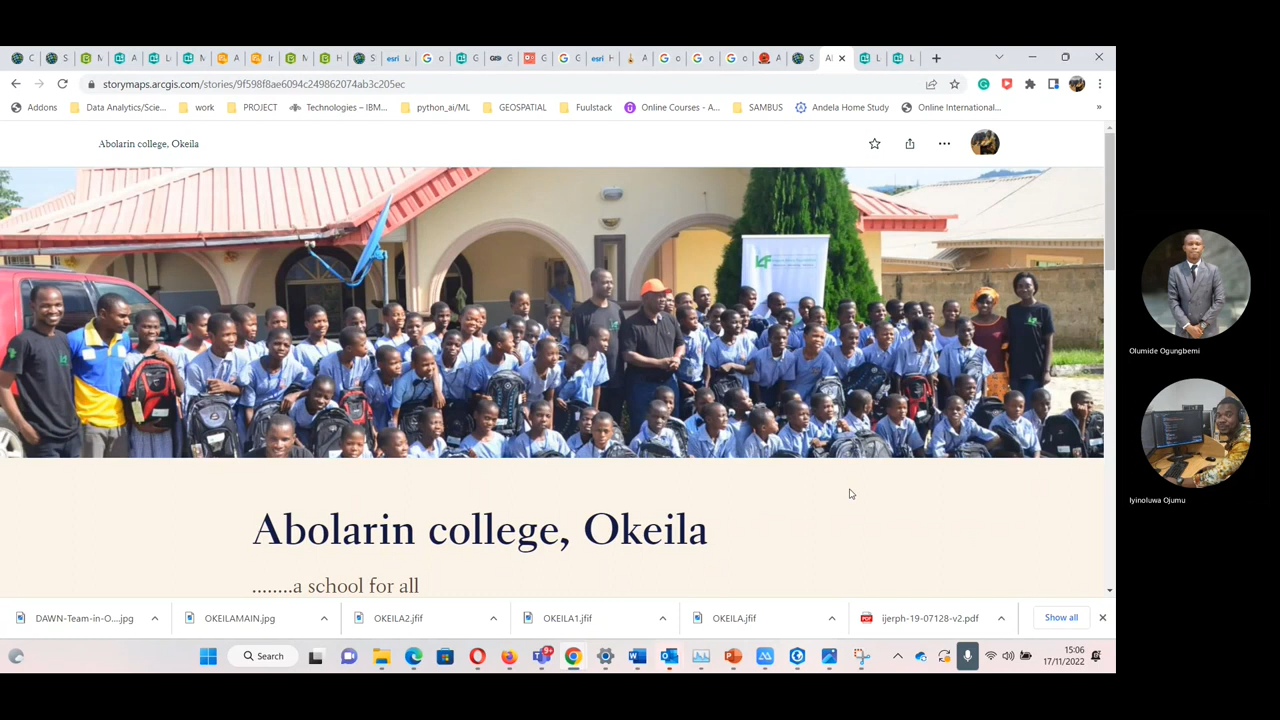 storymaps.arcgis.com/stories/9f598f8ae6094c249862074ab3c205ec
Addons
Data Analytics/Scie...
work
PROJECT
Technologies – IBM...
python_ai/ML
GEOSPATIAL
Fuulstack
Online Courses - A...
SAMBUS
Andela Home Study
Online International...
»
Abolarin college, Okeila
Abolarin college, Okeila
........a school for all
Olumide Ogungbemi
Iyinoluwa Ojumu
DAWN-Team-in-O....jpg
OKEILAMAIN.jpg
OKEILA2.jfif
OKEILA1.jfif
OKEILA.jfif
ijerph-19-07128-v2.pdf
Show all
Search
9+
15:06
17/11/2022